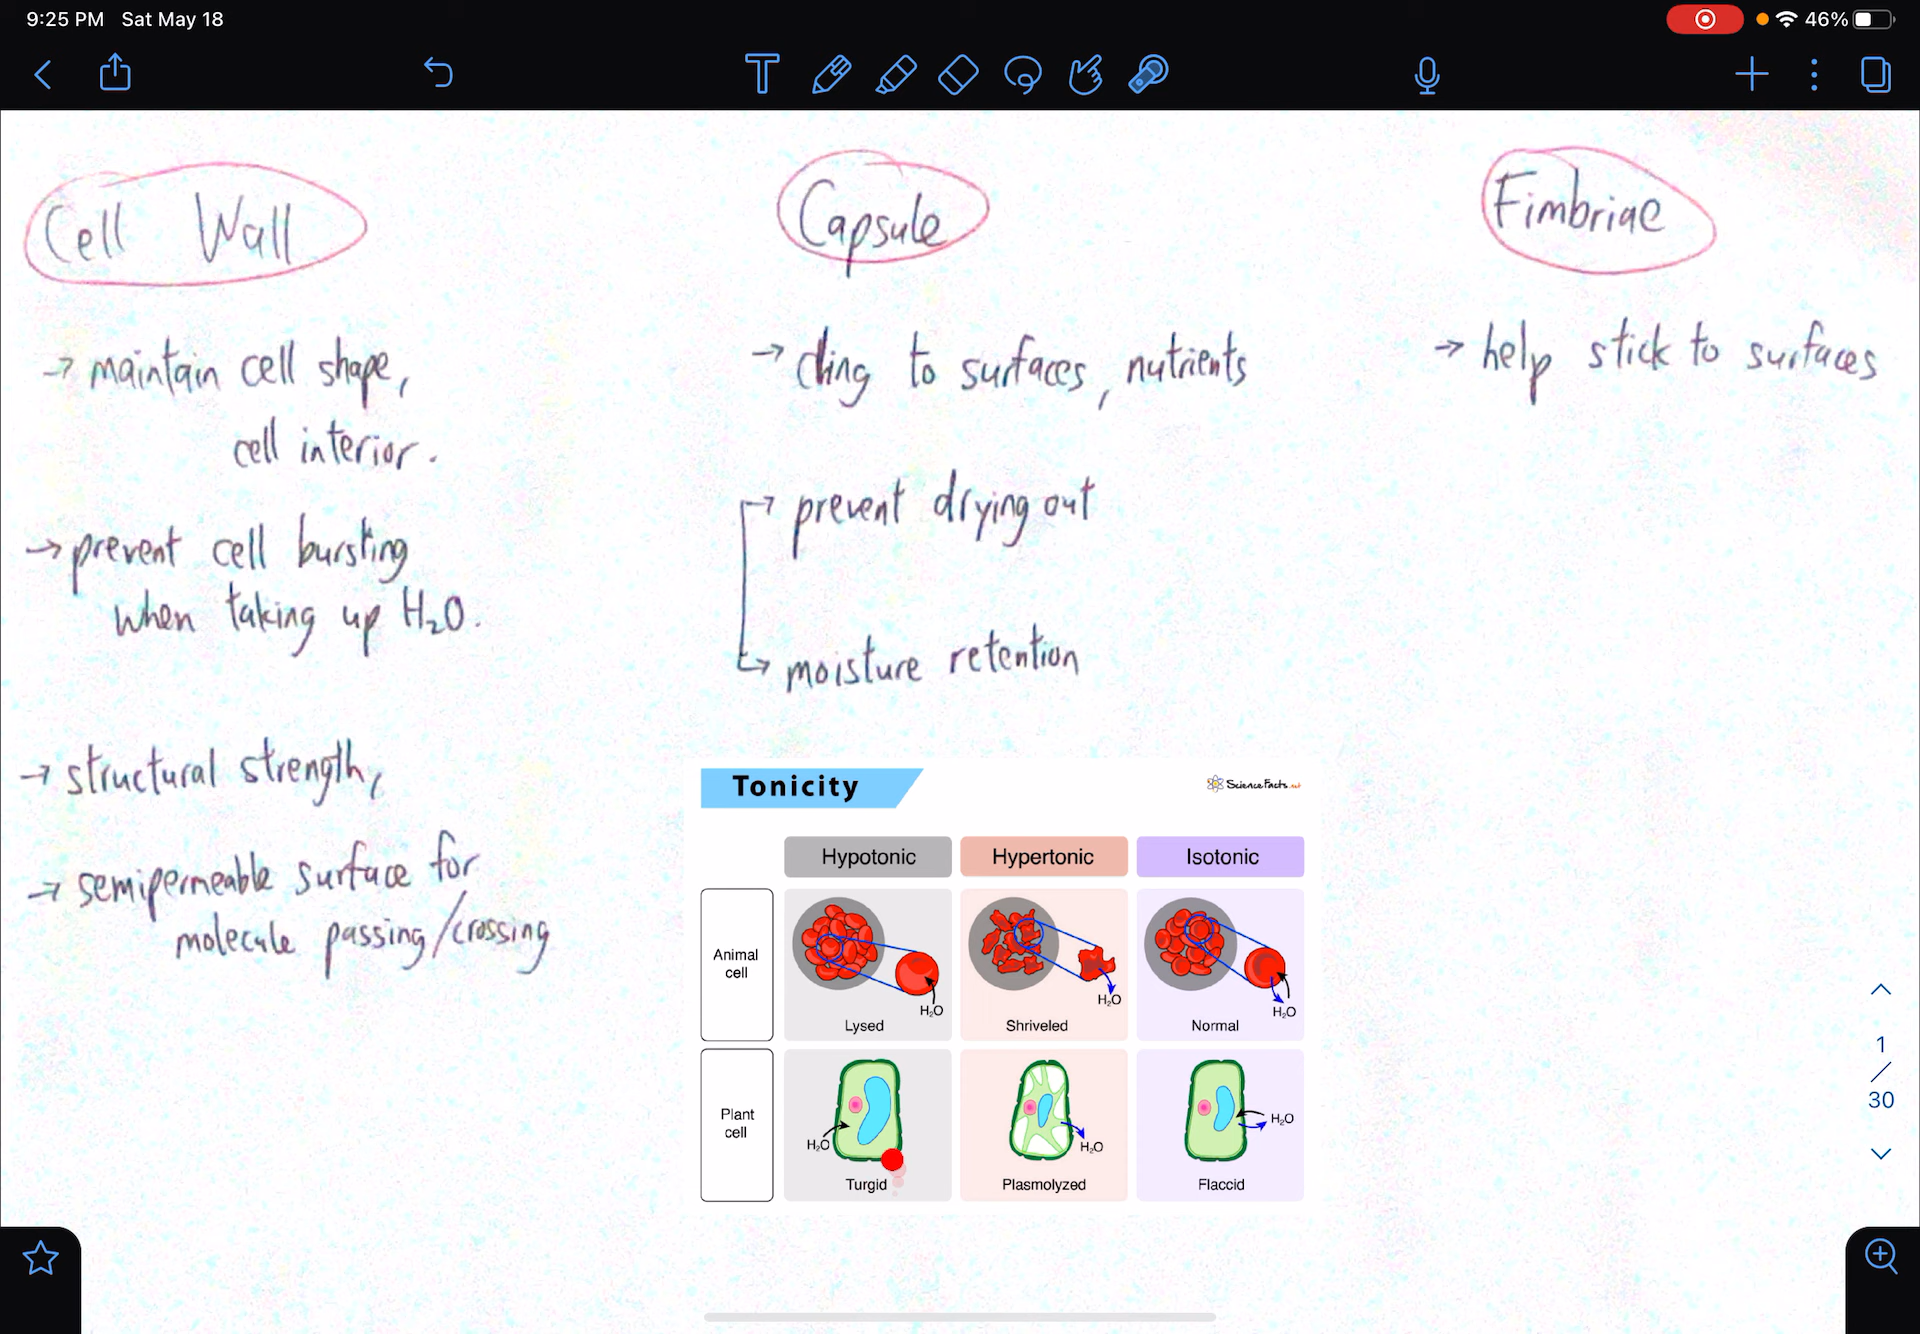 9:25 PM Sat May 18
46%
Cell Wall
→ maintain cell shape,
cell interior.
→ prevent cell bursting
when taking up H₂O.
→ structural strength,
→ semipermeable surface for
molecule passing/crossing
Capsule
→ cling to surfaces, nutrients
→ prevent drying out
→ moisture retention
Fimbriae
→ help stick to surfaces
Tonicity
ScienceFacts.net
Hypotonic Hypertonic Isotonic
Animal
cell
H₂O
Lysed
H₂O
Shriveled
H₂O
Normal
Plant
cell
H₂O
Turgid
H₂O
Plasmolyzed
H₂O
Flaccid
1
/
30